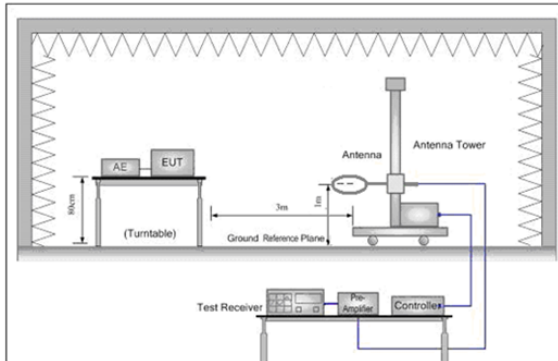 AE
EUT
80cm
(Turntable)
3m
Antenna
Antenna Tower
1m
Ground Reference Plane
Test Receiver
Pre-
Amplifier
Controller